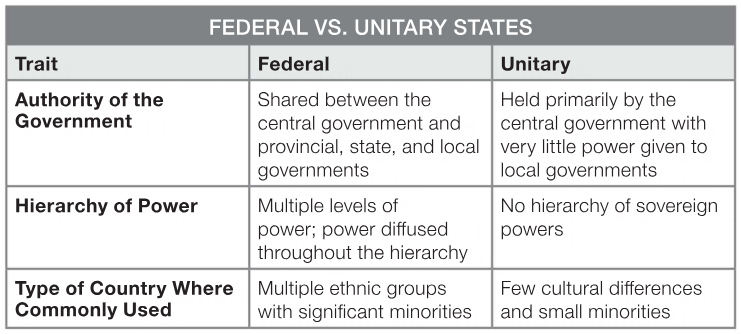 FEDERAL VS. UNITARY STATES
Trait
Federal
Unitary
Authority of the
Government
Shared between the
central government and
provincial, state, and local
governments
Held primarily by the
central government with
very little power given to
local governments
Hierarchy of Power
Multiple levels of
power; power diffused
throughout the hierarchy
No hierarchy of sovereign
powers
Type of Country Where
Commonly Used
Multiple ethnic groups
with significant minorities
Few cultural differences
and small minorities